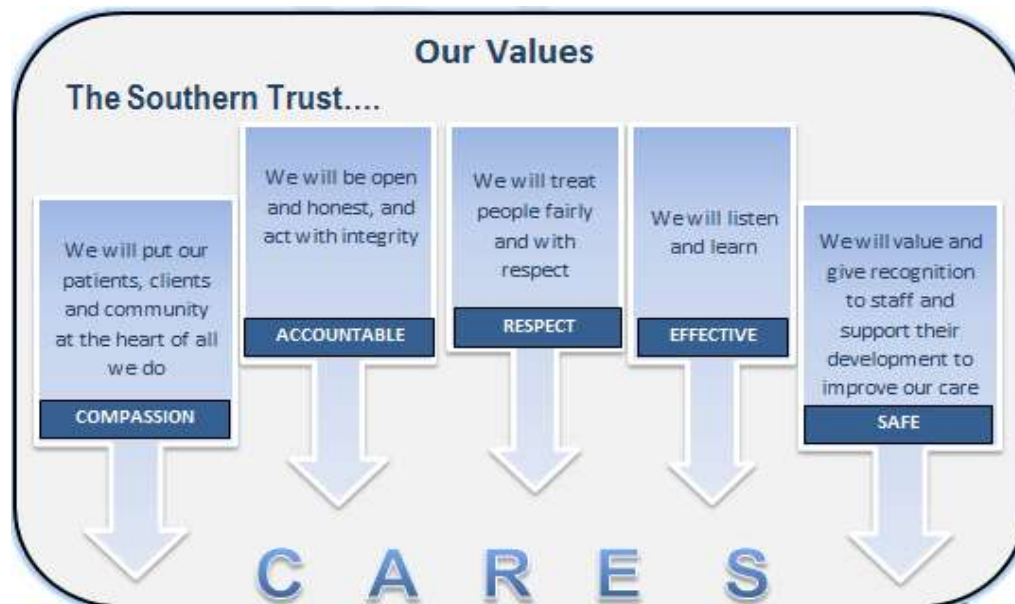 Our Values
The Southern Trust....
We will put our
patients, clients
and community
at the heart of all
we do
COMPASSION
We will be open
and honest, and
act with integrity
ACCOUNTABLE
We will treat
people fairly
and with
respect
RESPECT
We will listen
and learn
EFFECTIVE
We will value and
give recognition
to staff and
support their
development to
improve our care
SAFE
C A R E S